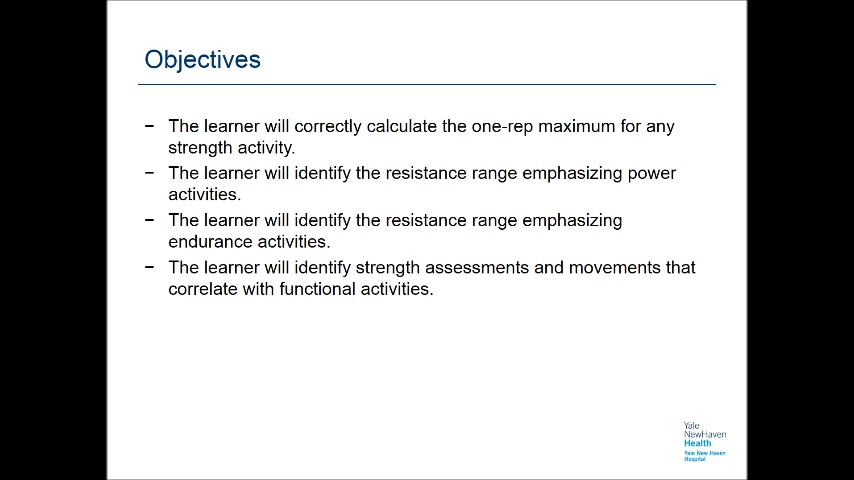 Objectives
− The learner will correctly calculate the one-rep maximum for any
strength activity.
− The learner will identify the resistance range emphasizing power
activities.
− The learner will identify the resistance range emphasizing
endurance activities.
− The learner will identify strength assessments and movements that
correlate with functional activities.
Yale
NewHaven
Health
Yale New Haven
Hospital